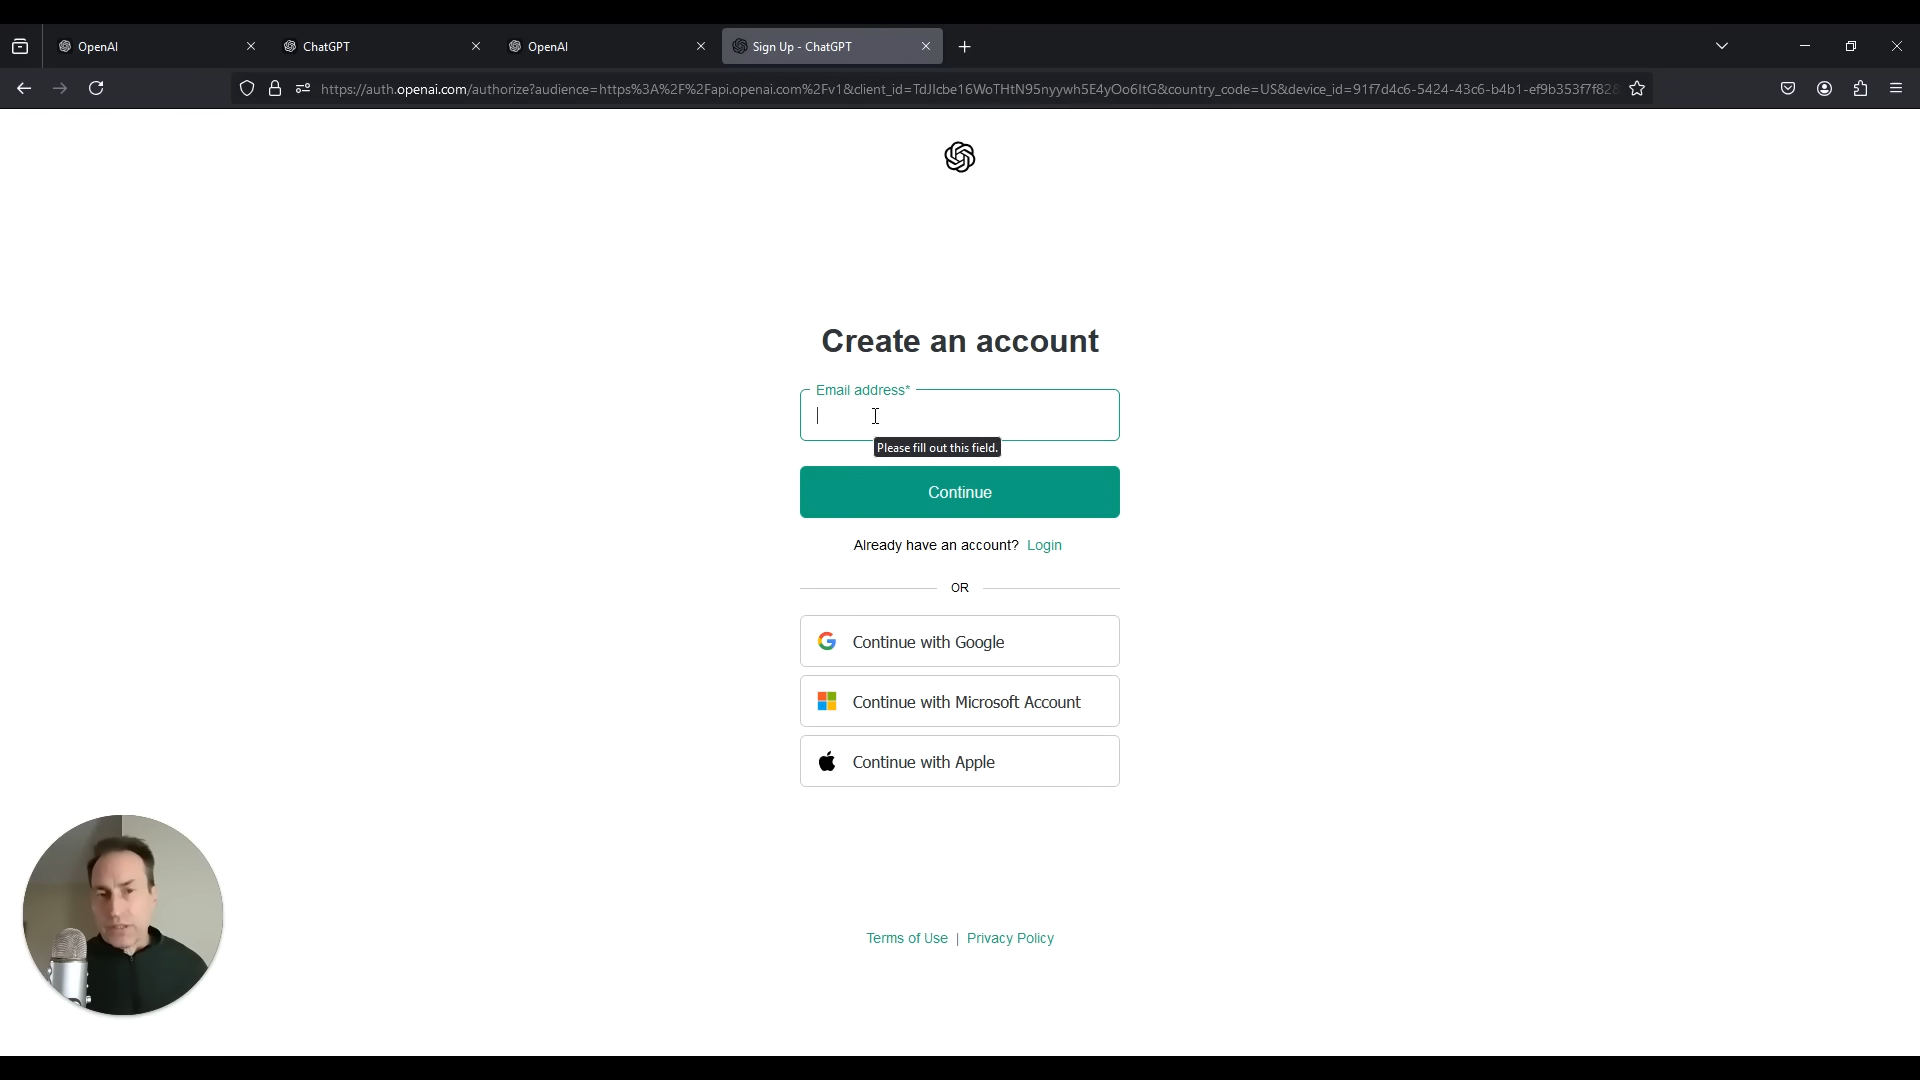 OpenAI
ChatGPT
OpenAI
Sign Up - ChatGPT
https://auth.openai.com/authorize?audience=https%3A%2F%2Fapi.openai.com%2Fv1&client_id=TdJIcbe16WoTHtN95nyywh5E4yOo6ItG&country_code=US&device_id=91f7d4c6-5424-43c6-b4b1-ef9b353f7f828
Create an account
Email address*
Please fill out this field.
Continue
Already have an account? Login
OR
Continue with Google
Continue with Microsoft Account
Continue with Apple
Terms of Use | Privacy Policy